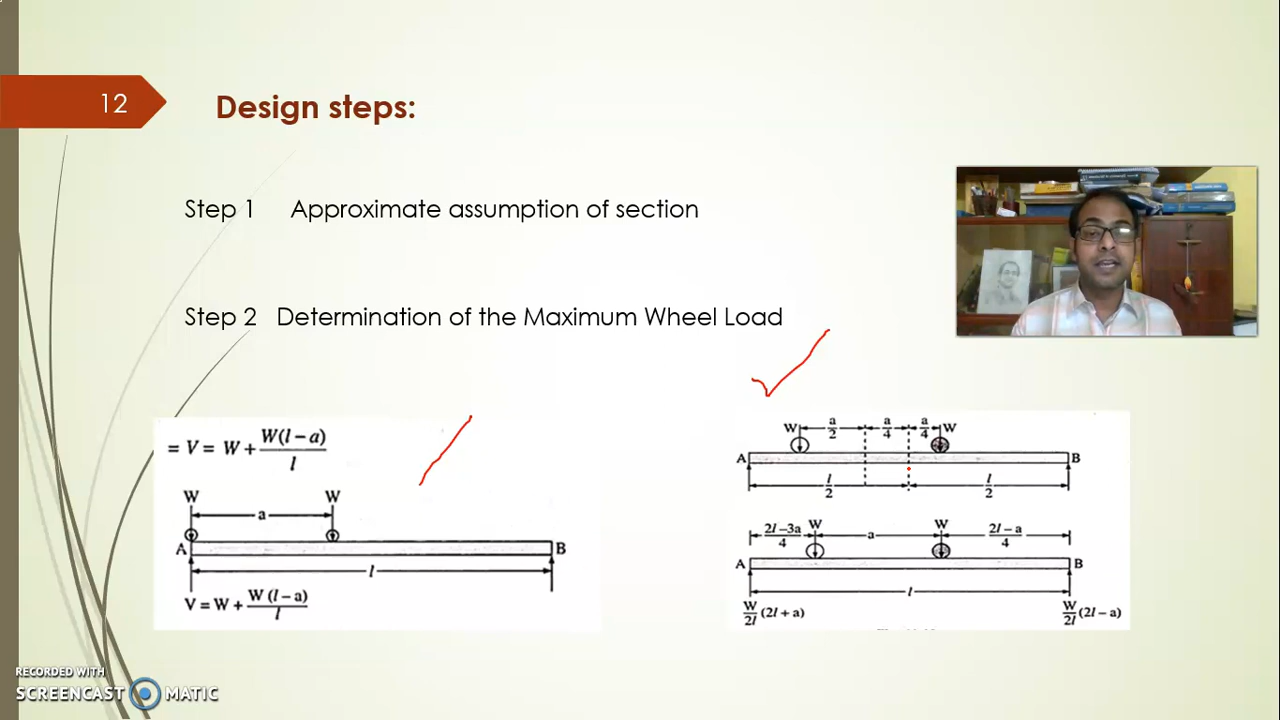 12
Design steps:
Step 1 Approximate assumption of section
Step 2 Determination of the Maximum Wheel Load
= V = W + W(l – a)/l
W W
a
A B
l
V = W + W (l – a)/l
W a/2 a/4 a/4 W
A B
l/2 l/2
2l–3a/4 W a W 2l–a/4
A B
l
W/2l (2l + a) W/2l (2l – a)
RECORDED WITH
SCREENCAST MATIC